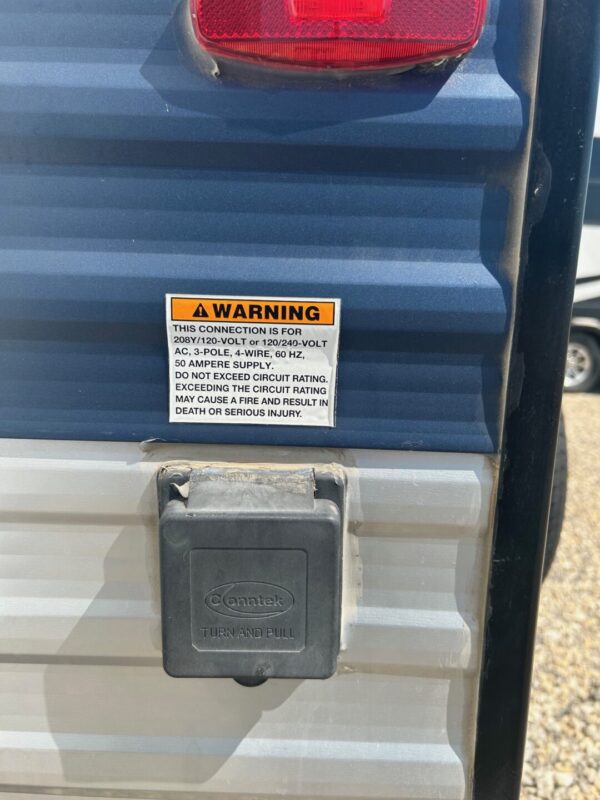 WARNING
THIS CONNECTION IS FOR
208Y/120-VOLT or 120/240-VOLT
AC, 3-POLE, 4-WIRE, 60 HZ,
50 AMPERE SUPPLY.
DO NOT EXCEED CIRCUIT RATING.
EXCEEDING THE CIRCUIT RATING
MAY CAUSE A FIRE AND RESULT IN
DEATH OR SERIOUS INJURY.
Conntek
TURN AND PULL